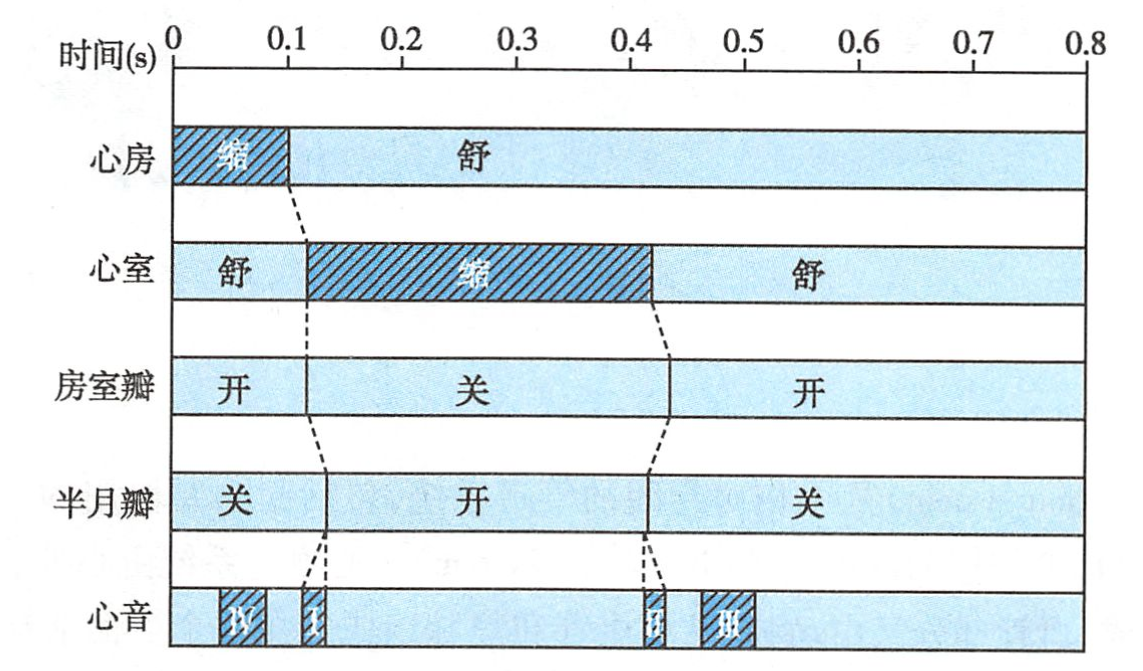 0 0.1 0.2 0.3 0.4 0.5 0.6 0.7 0.8
时间(s)
心房 缩 舒
心室 舒 缩 舒
房室瓣 开 关 开
半月瓣 关 开 关
心音 Ⅳ Ⅰ Ⅱ Ⅲ